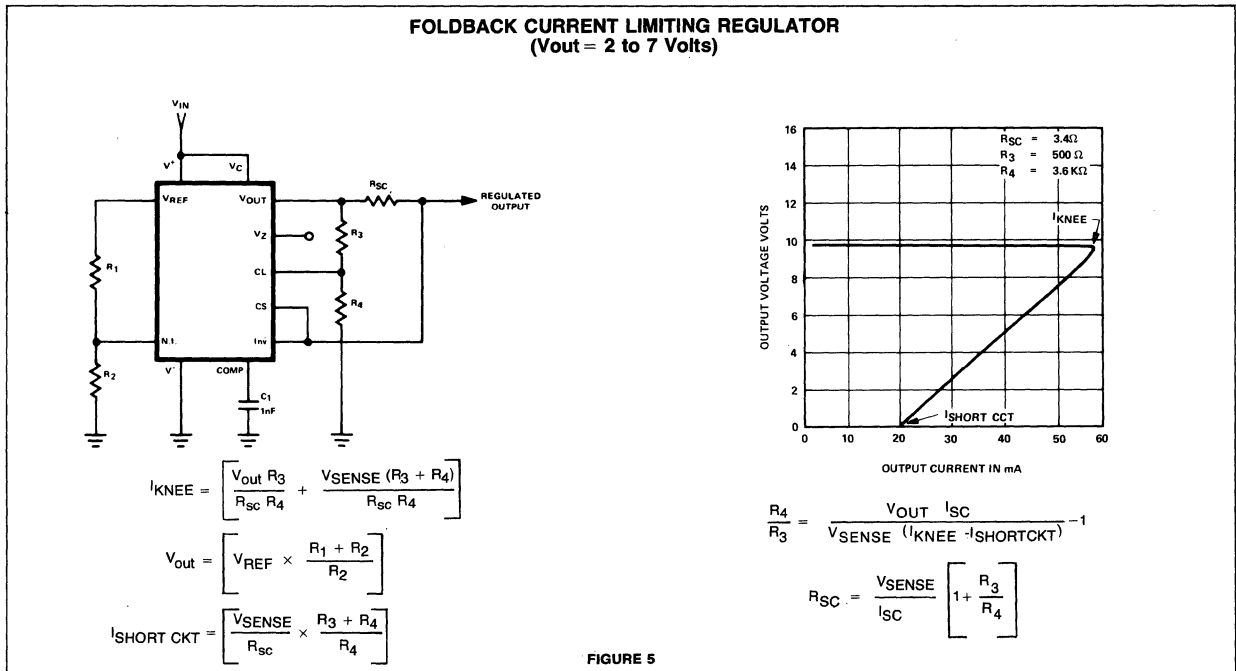 FOLDBACK CURRENT LIMITING REGULATOR
(Vout = 2 to 7 Volts)
VIN
V+
VC
VREF
VOUT
RSC
REGULATED
OUTPUT
VZ
R3
R1
CL
R4
CS
N.I.
Inv
R2
V-
COMP
C1
1nF
IKNEE = [Vout R3 / Rsc R4 + VSENSE (R3 + R4) / Rsc R4]
Vout = [VREF × R1 + R2 / R2]
ISHORT CKT = [VSENSE / Rsc × R3 + R4 / R4]
OUTPUT VOLTAGE VOLTS
16
14
12
10
8
6
4
2
0
RSC = 3.4Ω
R3 = 500 Ω
R4 = 3.6 KΩ
IKNEE
ISHORT CCT
0 10 20 30 40 50 60
OUTPUT CURRENT IN mA
R4 / R3 = VOUT ISC / VSENSE (IKNEE -ISHORTCKT) -1
RSC = VSENSE / ISC [1+ R3 / R4]
FIGURE 5